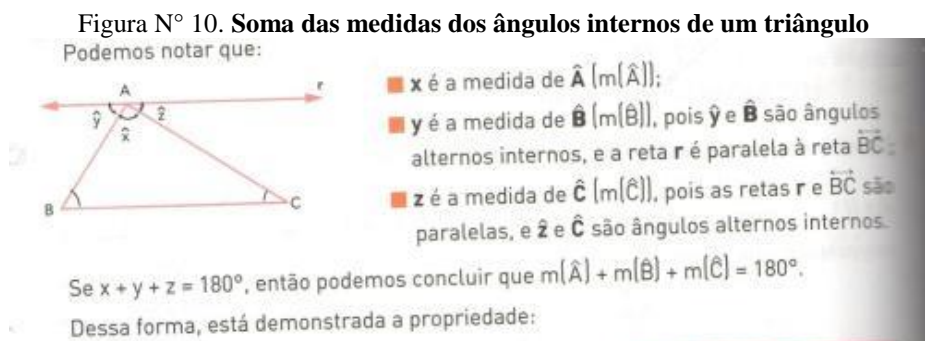 Figura N° 10. Soma das medidas dos ângulos internos de um triângulo
Podemos notar que:
A
r
ŷ
x̂
ẑ
B
C
x é a medida de Â (m(Â));
y é a medida de B̂ (m(B̂)), pois ŷ e B̂ são ângulos
alternos internos, e a reta r é paralela à reta BC;
z é a medida de Ĉ (m(Ĉ)), pois as retas r e BC são
paralelas, e ẑ e Ĉ são ângulos alternos internos.
Se x + y + z = 180°, então podemos concluir que m(Â) + m(B̂) + m(Ĉ) = 180°.
Dessa forma, está demonstrada a propriedade: